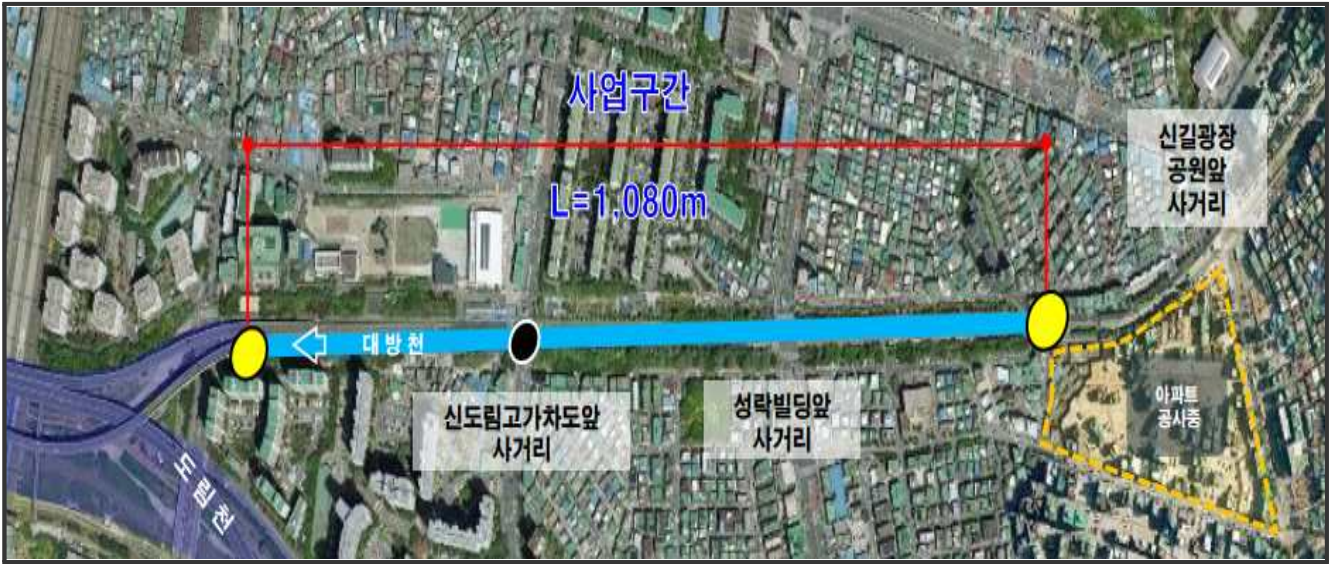 사업구간
L=1,080m
신길광장
공원앞
사거리
대방천
신도림고가차도앞
사거리
성락빌딩앞
사거리
아파트
공사중
도림천